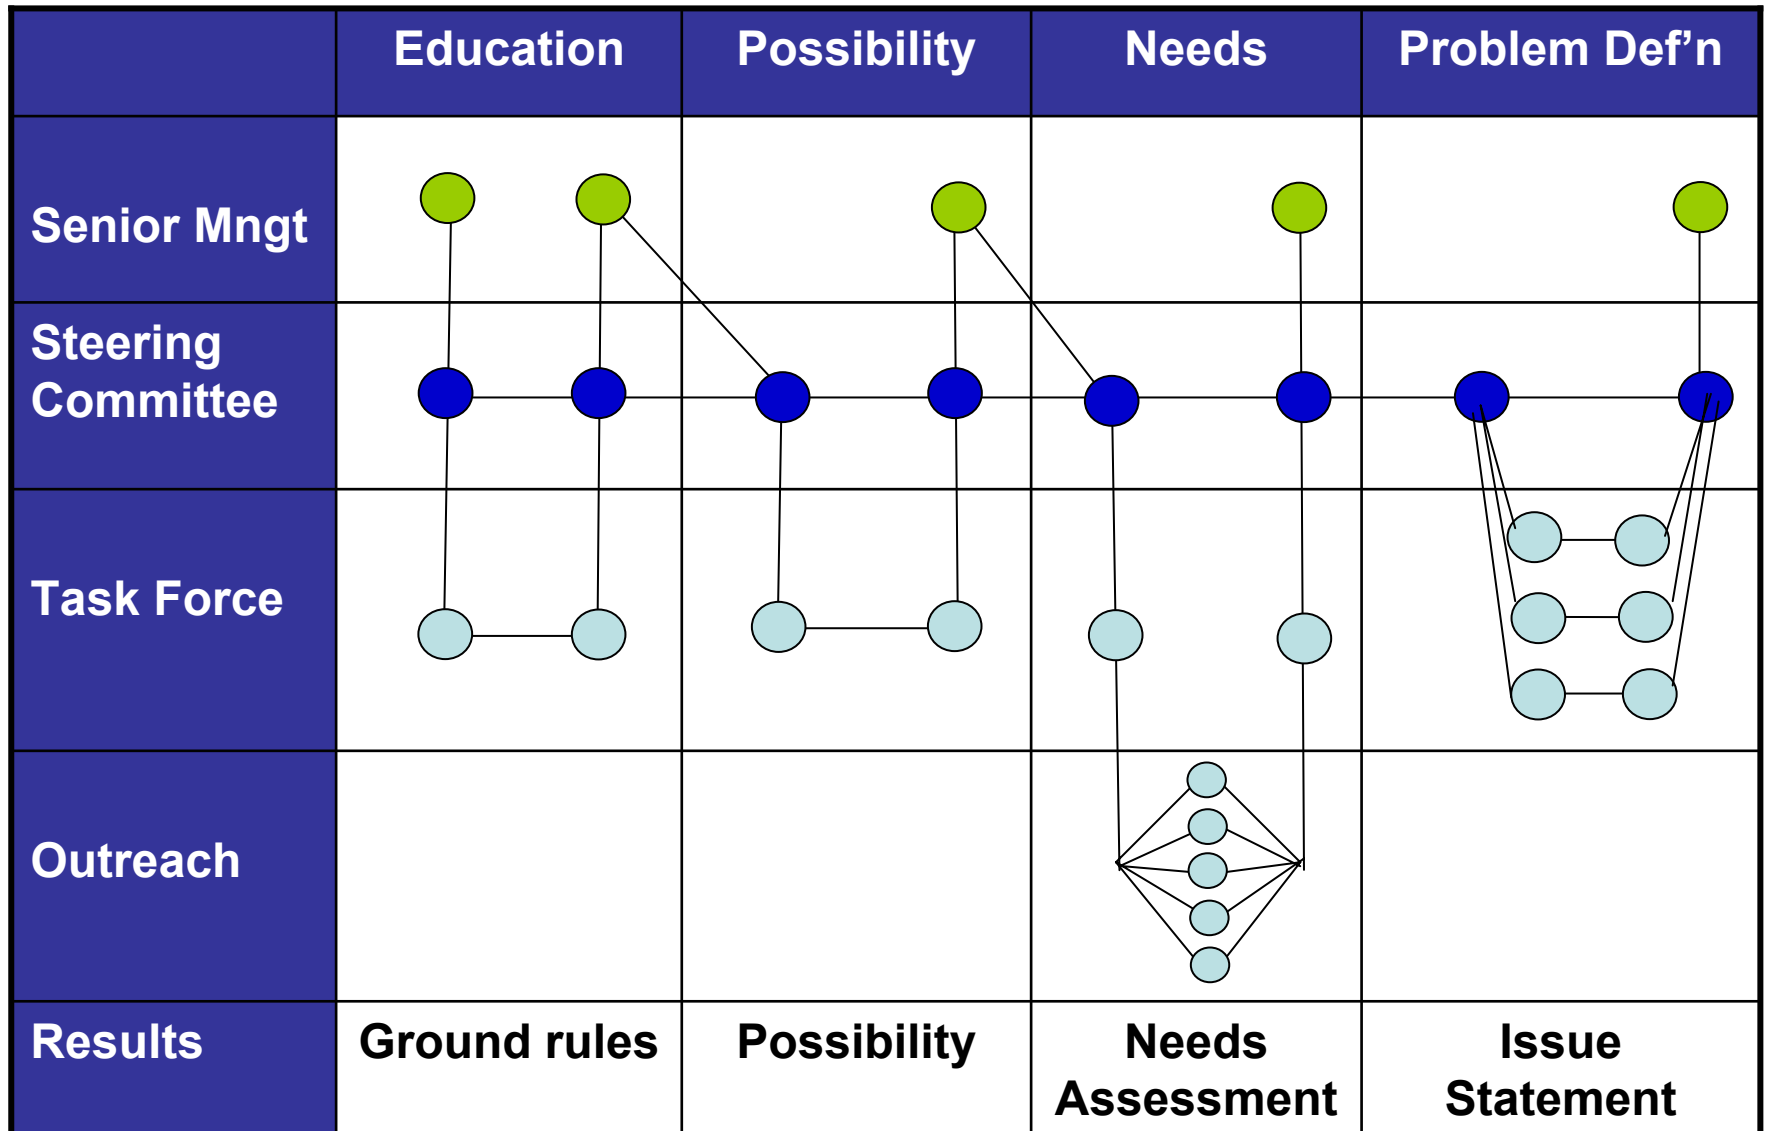 Education Possibility Needs Problem Def’n
Senior Mngt
Steering
Committee
Task Force
Outreach
Results Ground rules Possibility Needs Issue
Assessment Statement